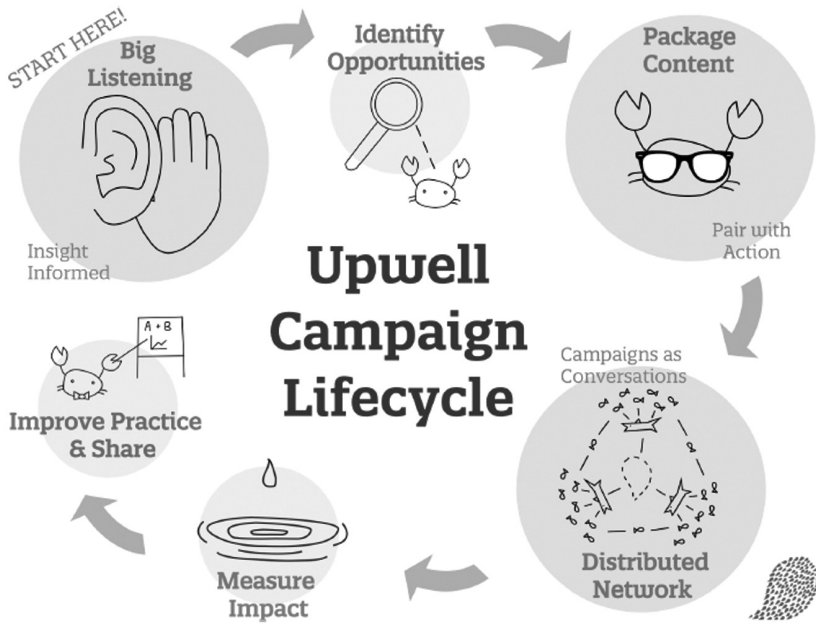 START HERE!
Big
Listening
Insight
Informed
Identify
Opportunities
Package
Content
Pair with
Action
Upwell
Campaign
Lifecycle
Campaigns as
Conversations
Distributed
Network
Measure
Impact
A + B
Improve Practice
& Share